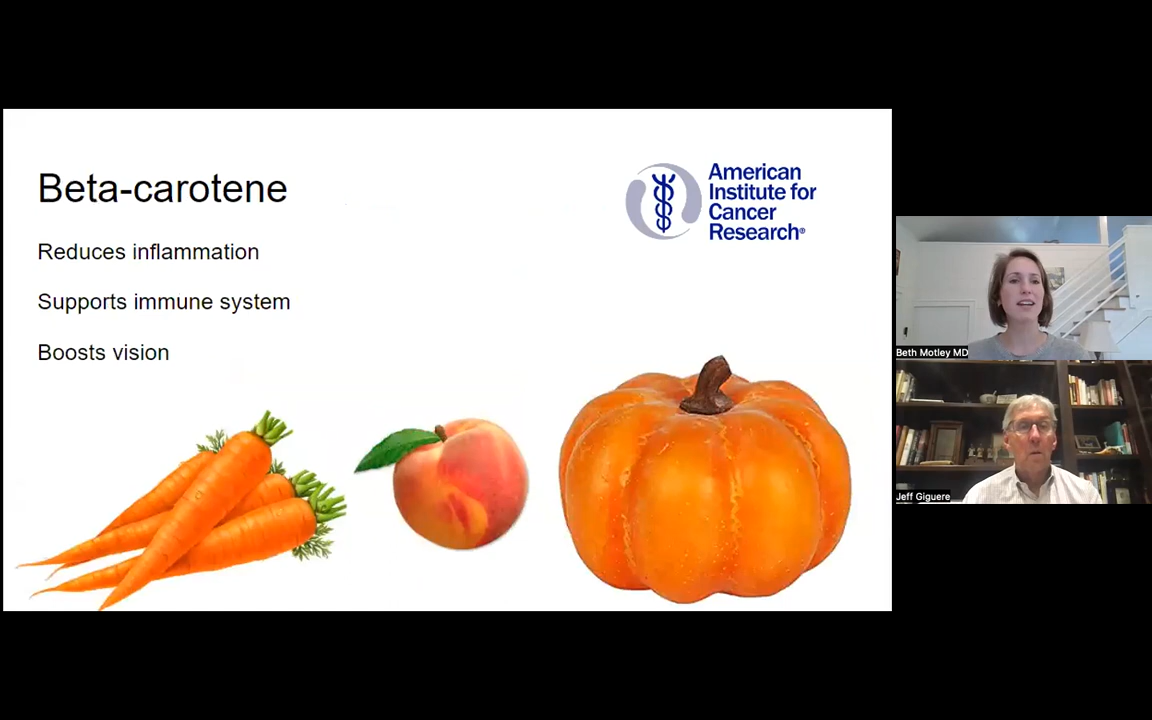 Beta-carotene
Reduces inflammation
Supports immune system
Boosts vision
American
Institute for
Cancer
Research®
Beth Motley MD
Jeff Giguere